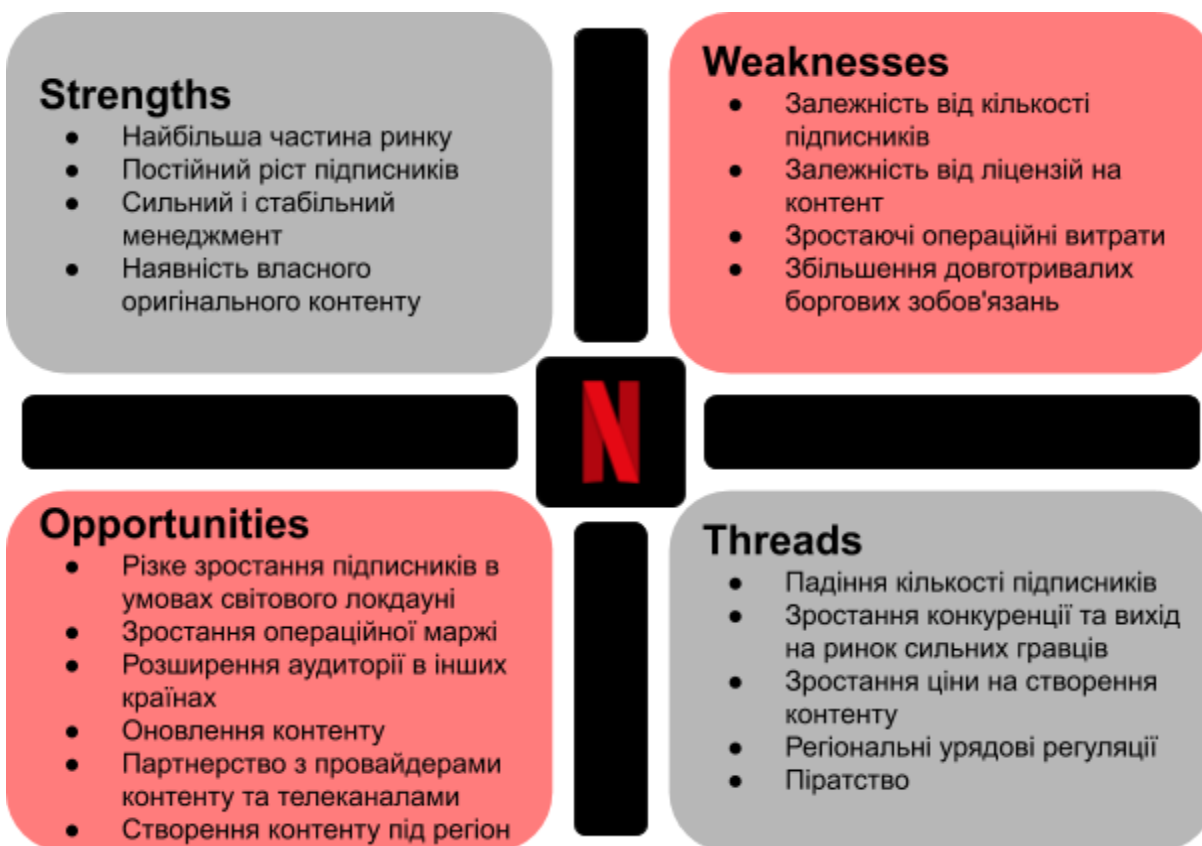 Strengths
● Найбільша частина ринку
● Постійний ріст підписників
● Сильний і стабільний
менеджмент
● Наявність власного
оригінального контенту
Weaknesses
● Залежність від кількості
підписників
● Залежність від ліцензій на
контент
● Зростаючі операційні витрати
● Збільшення довготривалих
боргових зобов'язань
N
Opportunities
● Різке зростання підписників в
умовах світового локдауні
● Зростання операційної маржі
● Розширення аудиторії в інших
країнах
● Оновлення контенту
● Партнерство з провайдерами
контенту та телеканалами
● Створення контенту під регіон
Threads
● Падіння кількості підписників
● Зростання конкуренції та вихід
на ринок сильних гравців
● Зростання ціни на створення
контенту
● Регіональні урядові регуляції
● Піратство